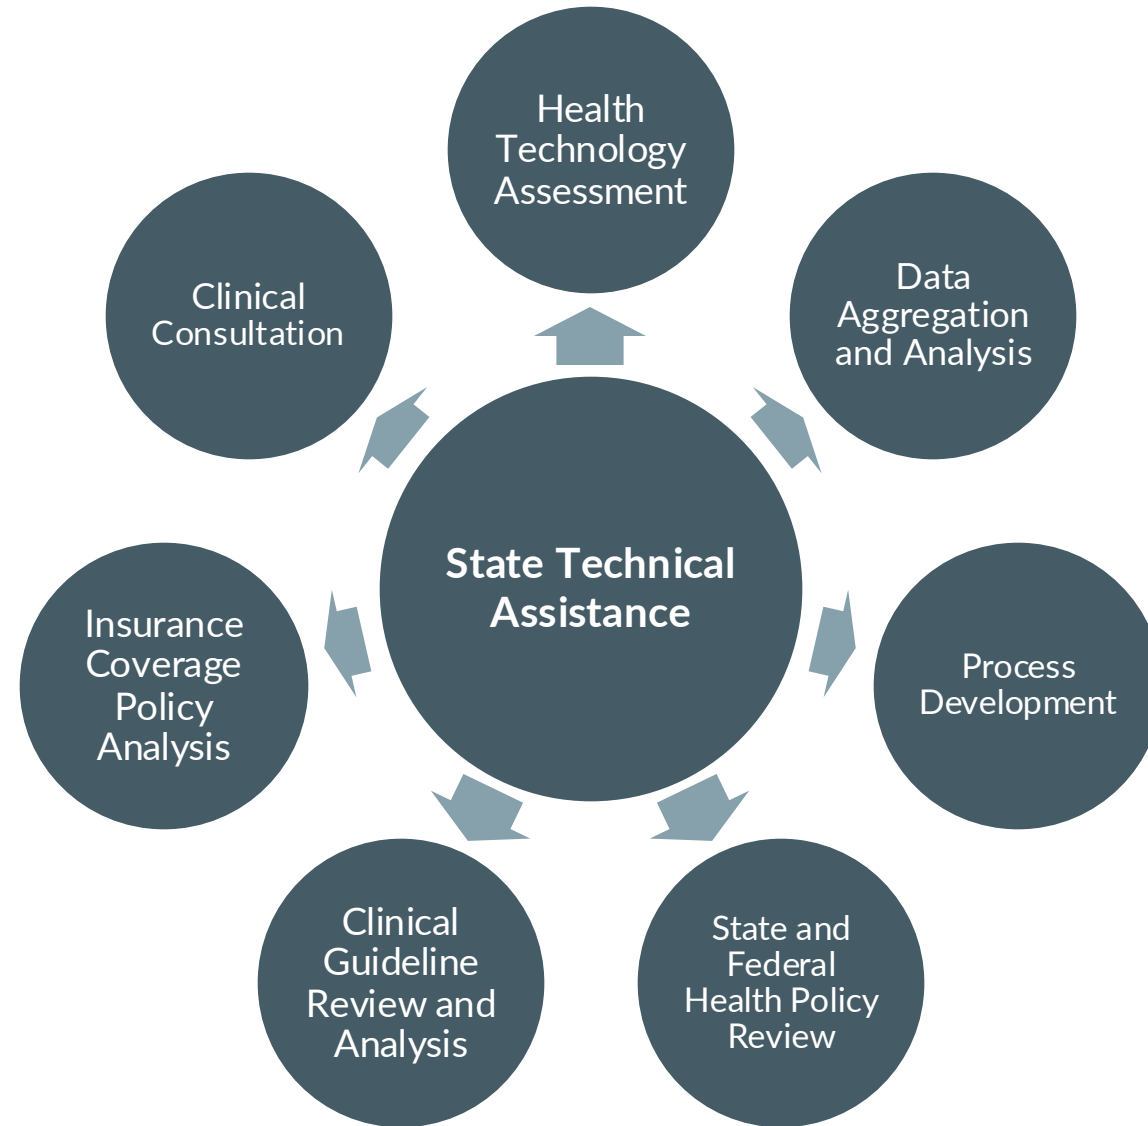 Health
Technology
Assessment
Data
Aggregation
and Analysis
Process
Development
State and
Federal
Health Policy
Review
Clinical
Guideline
Review and
Analysis
Insurance
Coverage
Policy
Analysis
Clinical
Consultation
State Technical
Assistance